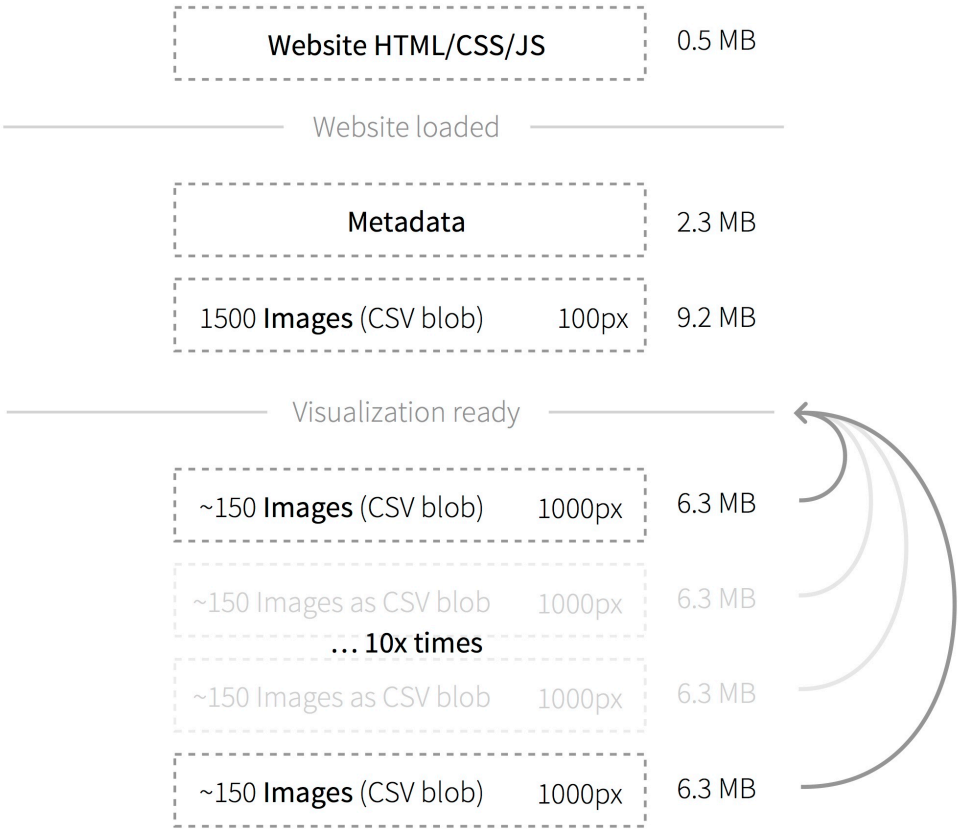 Website HTML/CSS/JS 0.5 MB
Website loaded
Metadata 2.3 MB
1500 Images (CSV blob) 100px 9.2 MB
Visualization ready
~150 Images (CSV blob) 1000px 6.3 MB
~150 Images as CSV blob 1000px 6.3 MB
... 10x times
~150 Images as CSV blob 1000px 6.3 MB
~150 Images (CSV blob) 1000px 6.3 MB